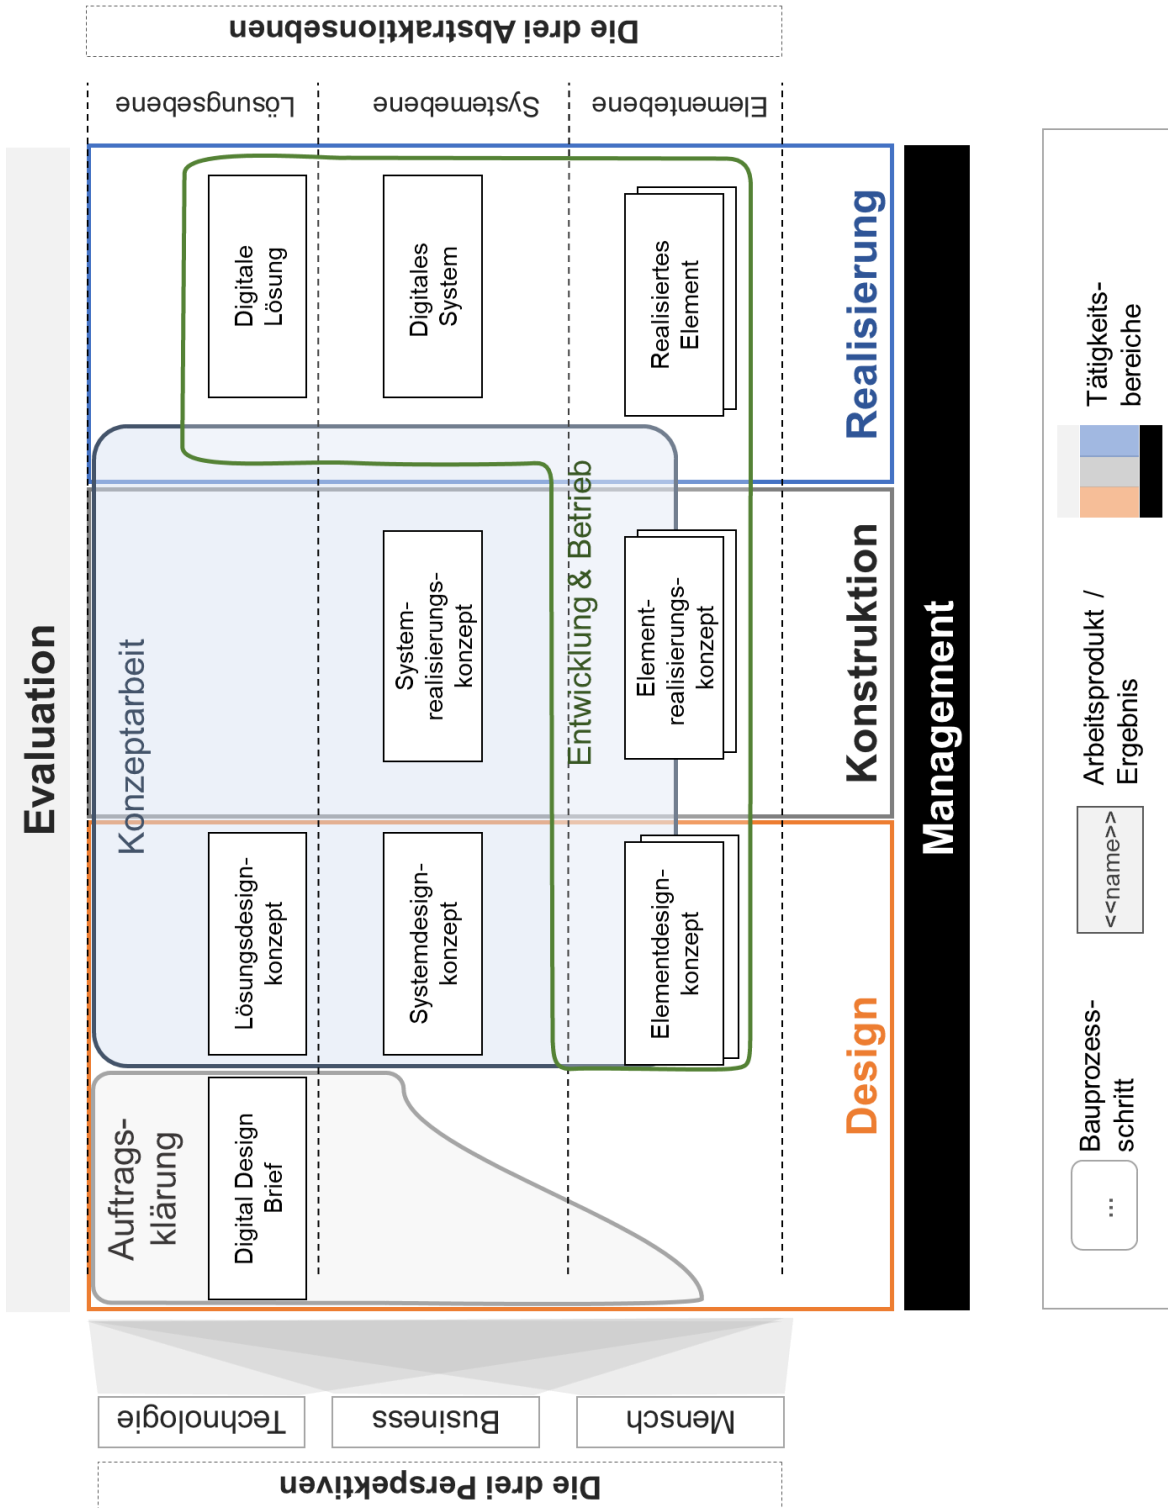 Evaluation
Die drei Perspektiven
Technologie
Business
Mensch
Auftrags-
klärung
Digital Design
Brief
Konzeptarbeit
Lösungsdesign-
konzept
Systemdesign-
konzept
Elementdesign-
konzept
System-
realisierungs-
konzept
Element-
realisierungs-
konzept
Entwicklung & Betrieb
Digitale
Lösung
Digitales
System
Realisiertes
Element
Lösungsebene
Systemebene
Elementebene
Die drei Abstraktionsebnen
Design
Konstruktion
Realisierung
Management
...
Bauprozess-
schritt
<<name>>
Arbeitsprodukt /
Ergebnis
Tätigkeits-
bereiche